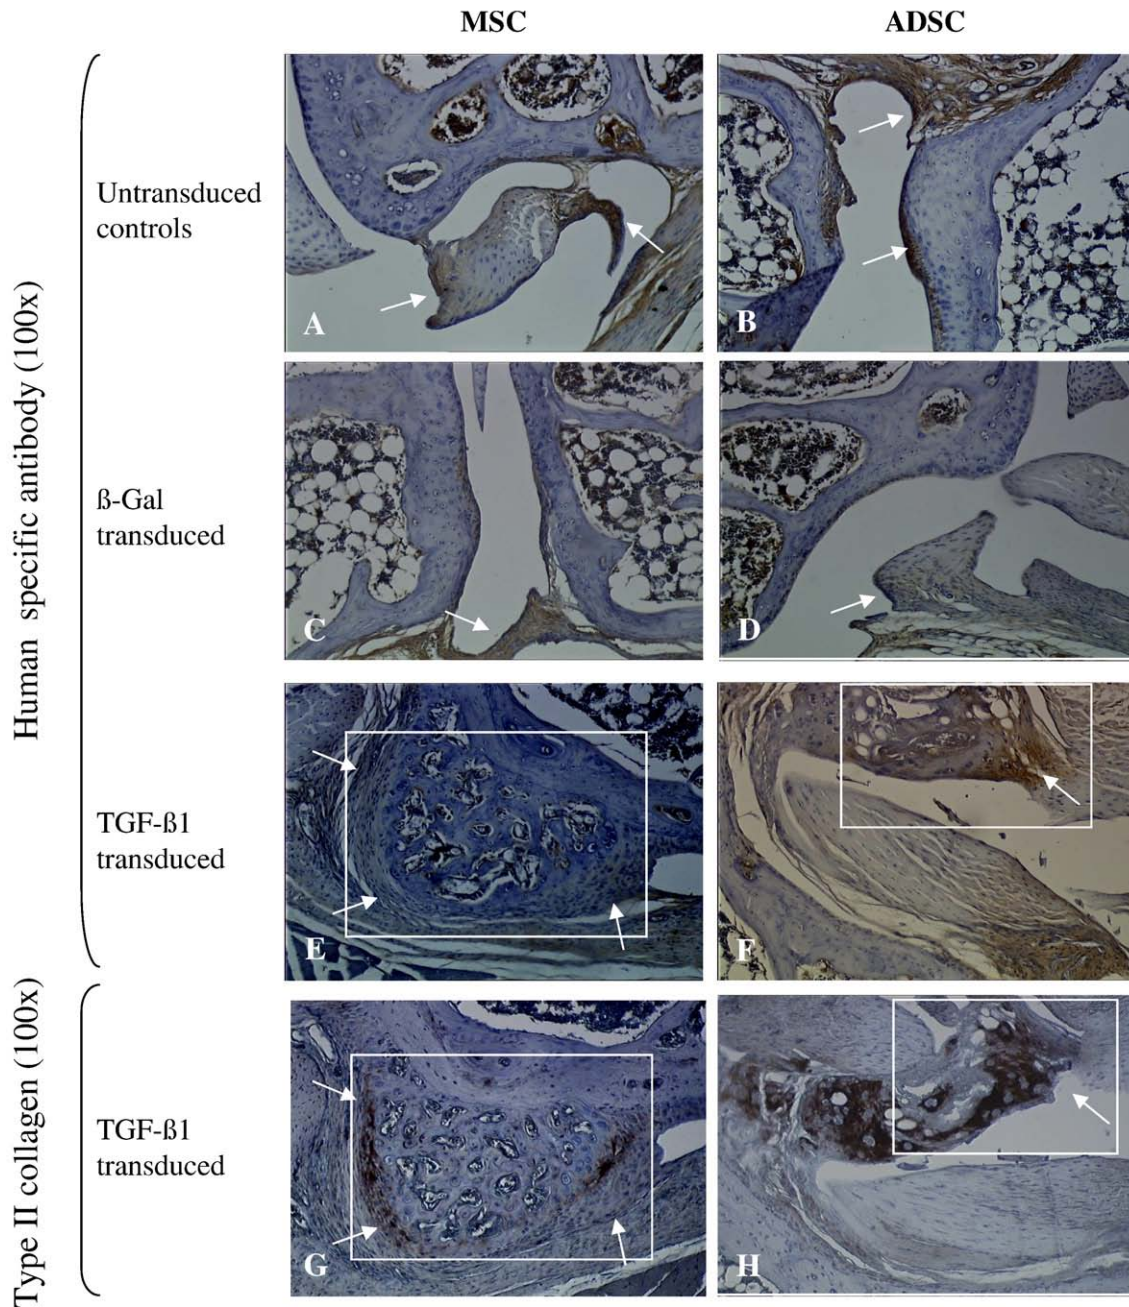 MSC
ADSC
Human specific antibody (100x)
Untransduced
controls
A
B
ß-Gal
transduced
C
D
TGF-ß1
transduced
E
F
Type II collagen (100x)
TGF-ß1
transduced
G
H